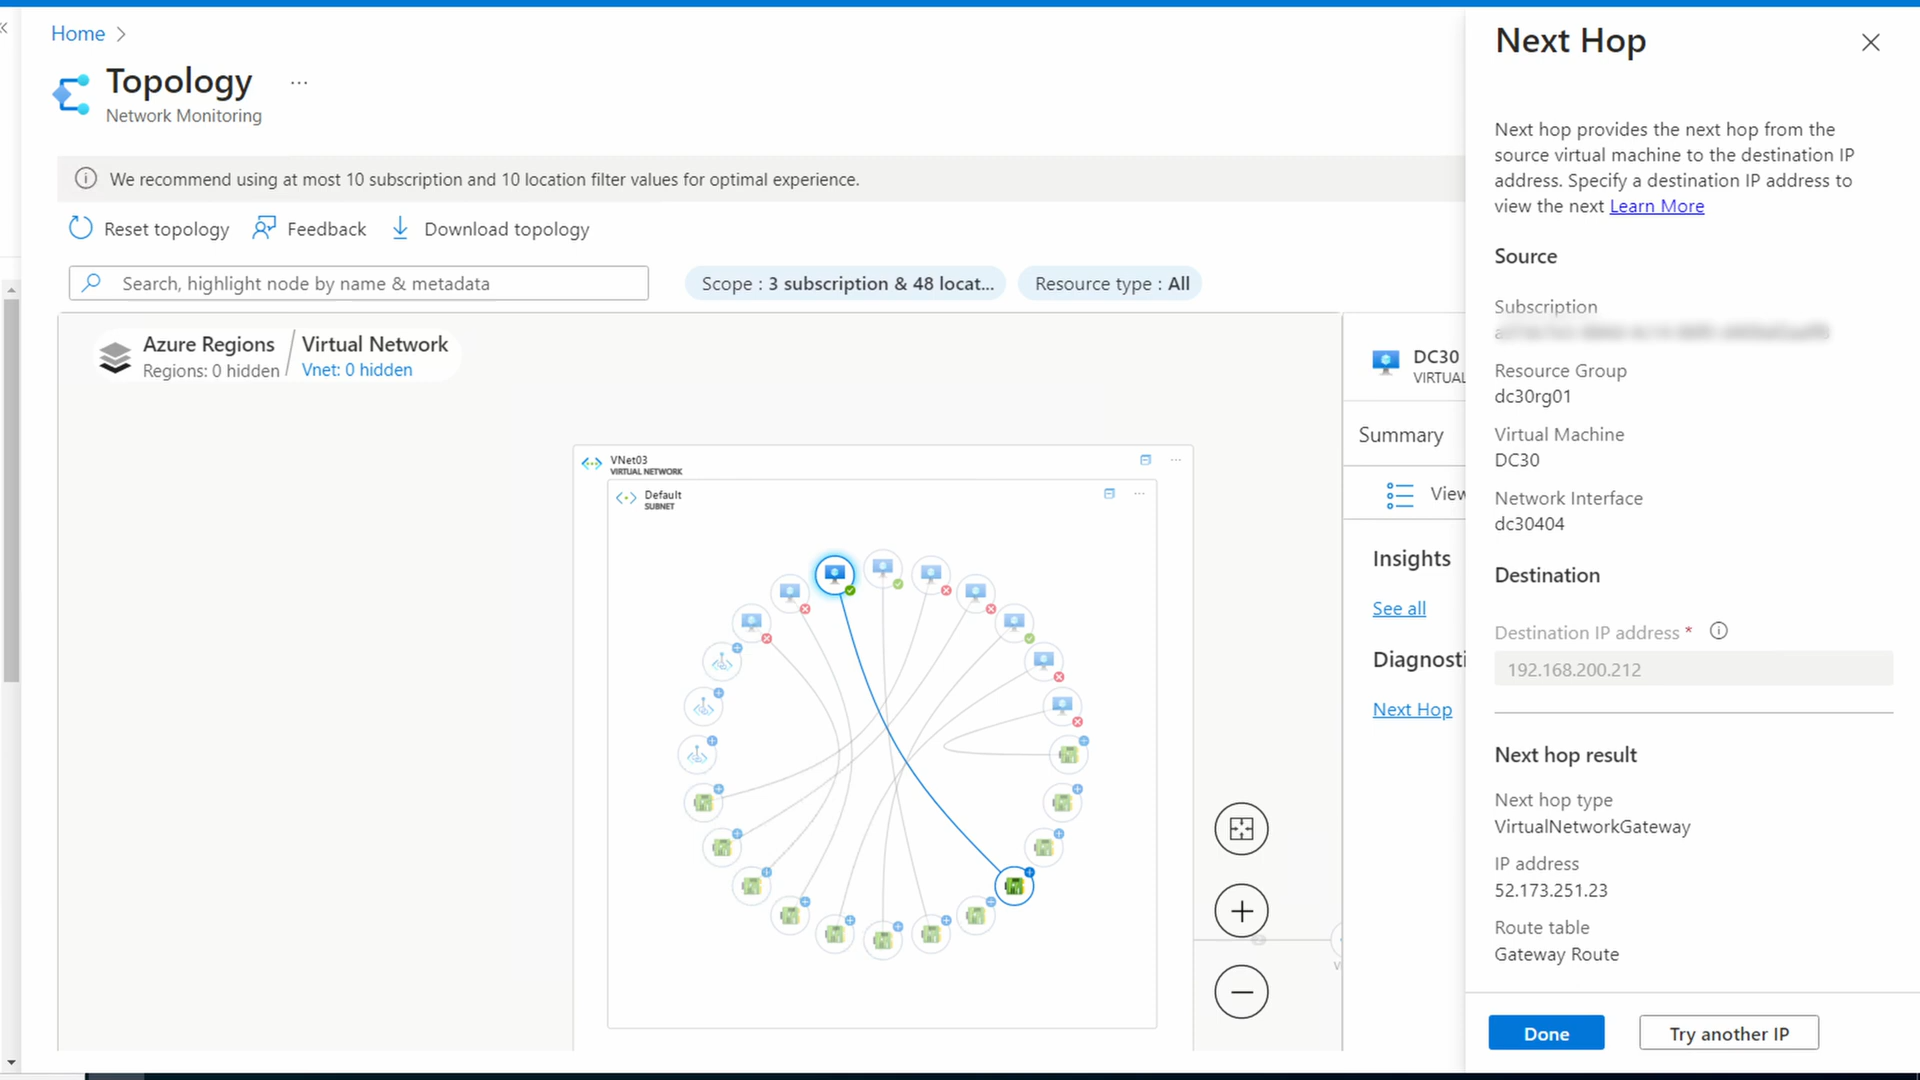 Home
Topology
...
Network Monitoring
We recommend using at most 10 subscription and 10 location filter values for optimal experience.
Reset topology
Feedback
Download topology
Search, highlight node by name & metadata
Scope : 3 subscription & 48 locat...
Resource type : All
Azure Regions
Regions: 0 hidden
Virtual Network
Vnet: 0 hidden
VNet03
VIRTUAL NETWORK
Default
SUBNET
DC30
VIRTUAL
Summary
View
Insights
See all
Diagnosti
Next Hop
Next Hop
Next hop provides the next hop from the
source virtual machine to the destination IP
address. Specify a destination IP address to
view the next Learn More
Source
Subscription
Resource Group
dc30rg01
Virtual Machine
DC30
Network Interface
dc30404
Destination
Destination IP address *
192.168.200.212
Next hop result
Next hop type
VirtualNetworkGateway
IP address
52.173.251.23
Route table
Gateway Route
Done
Try another IP